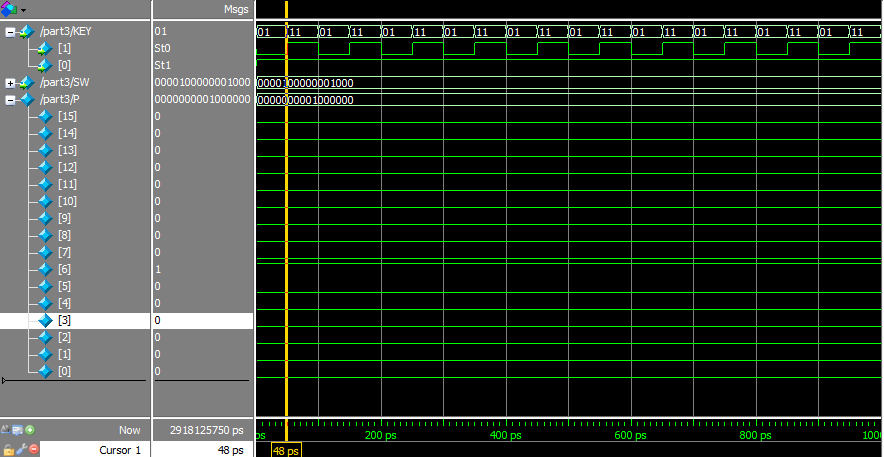 Msgs
/part3/KEY 01 01 11 01 11 01 11 01 11 01 11 01 11 01 11 01 11 01 11 01 11
[1] St0
[0] St1
/part3/SW 0000100000001000 0000100000001000
/part3/P 0000000001000000 0000000001000000
[15] 0
[14] 0
[13] 0
[12] 0
[11] 0
[10] 0
[9] 0
[8] 0
[7] 0
[6] 1
[5] 0
[4] 0
[3] 0
[2] 0
[1] 0
[0] 0
Now 2918125750 ps ps 200 ps 400 ps 600 ps 800 ps 1000
Cursor 1 48 ps 48 ps